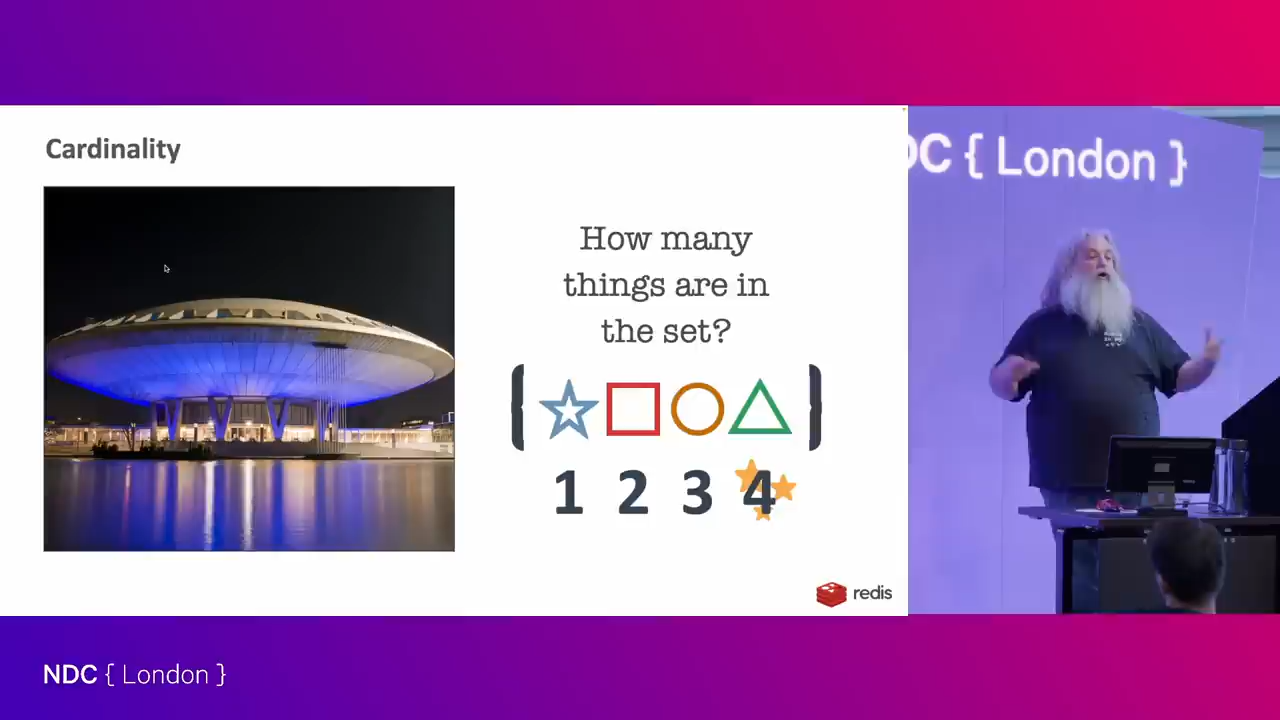 Cardinality
How many
things are in
the set?
1 2 3 4
redis
DC { London }
NDC { London }